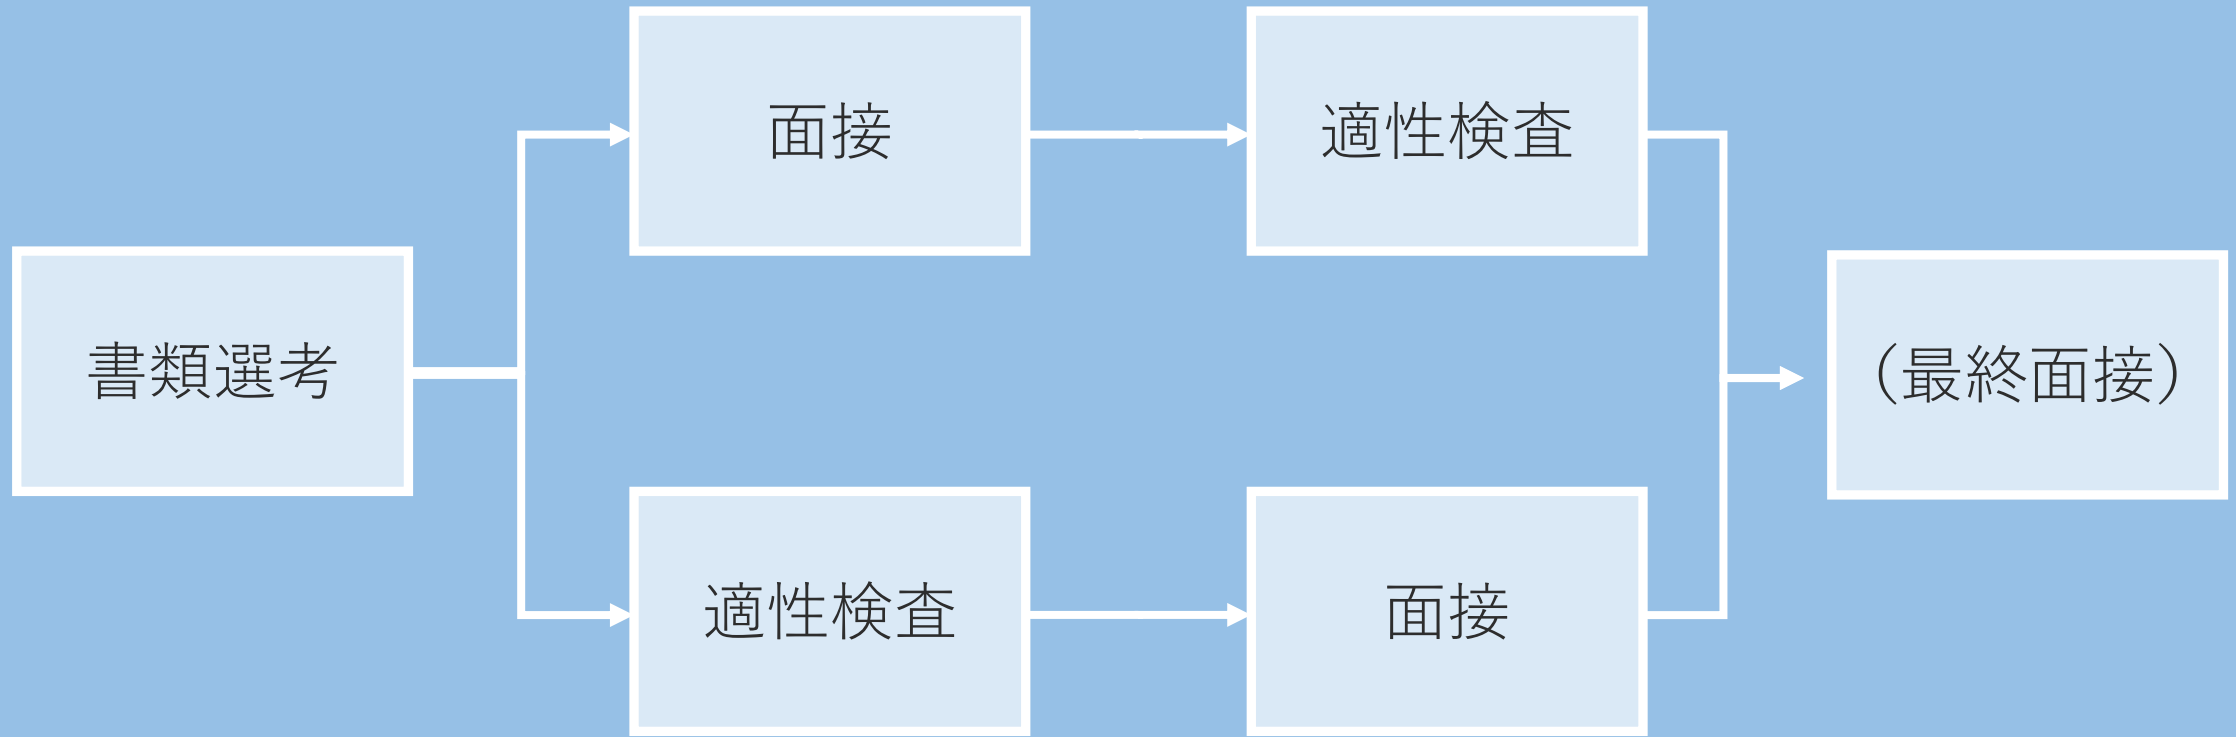 書類選考
面接
適性検査
適性検査
面接
（最終面接）